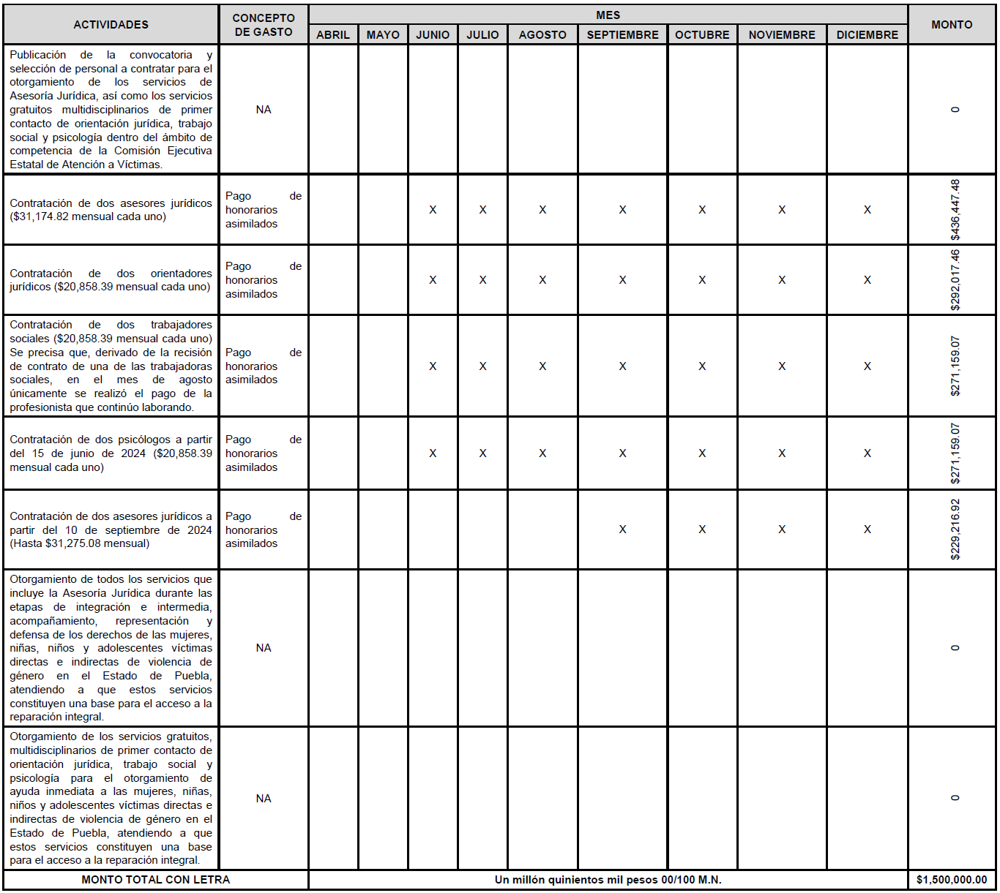 ACTIVIDADES
CONCEPTO
DE GASTO
MES
MONTO
ABRIL MAYO JUNIO JULIO AGOSTO SEPTIEMBRE OCTUBRE NOVIEMBRE DICIEMBRE
Publicación de la convocatoria y
selección de personal a contratar para el
otorgamiento de los servicios de
Asesoría Jurídica, así como los servicios
gratuitos multidisciplinarios de primer
contacto de orientación jurídica, trabajo
social y psicología dentro del ámbito de
competencia de la Comisión Ejecutiva
Estatal de Atención a Víctimas.
NA
0
Contratación de dos asesores jurídicos
($31,174.82 mensual cada uno)
Pago de
honorarios
asimilados
X X X X X X X
$436,447.48
Contratación de dos orientadores
jurídicos ($20,858.39 mensual cada uno)
Pago de
honorarios
asimilados
X X X X X X X
$292,017.46
Contratación de dos trabajadores
sociales ($20,858.39 mensual cada uno)
Se precisa que, derivado de la recisión
de contrato de una de las trabajadoras
sociales, en el mes de agosto
únicamente se realizó el pago de la
profesionista que continúo laborando.
Pago de
honorarios
asimilados
X X X X X X X
$271,159.07
Contratación de dos psicólogos a partir
del 15 de junio de 2024 ($20,858.39
mensual cada uno)
Pago de
honorarios
asimilados
X X X X X X X
$271,159.07
Contratación de dos asesores jurídicos a
partir del 10 de septiembre de 2024
(Hasta $31,275.08 mensual)
Pago de
honorarios
asimilados
X X X X
$229,216.92
Otorgamiento de todos los servicios que
incluye la Asesoría Jurídica durante las
etapas de integración e intermedia,
acompañamiento, representación y
defensa de los derechos de las mujeres,
niñas, niños y adolescentes víctimas
directas e indirectas de violencia de
género en el Estado de Puebla,
atendiendo a que estos servicios
constituyen una base para el acceso a la
reparación integral.
NA
0
Otorgamiento de los servicios gratuitos,
multidisciplinarios de primer contacto de
orientación jurídica, trabajo social y
psicología para el otorgamiento de
ayuda inmediata a las mujeres, niñas,
niños y adolescentes víctimas directas e
indirectas de violencia de género en el
Estado de Puebla, atendiendo a que
estos servicios constituyen una base
para el acceso a la reparación integral.
NA
0
MONTO TOTAL CON LETRA
Un millón quinientos mil pesos 00/100 M.N.
$1,500,000.00